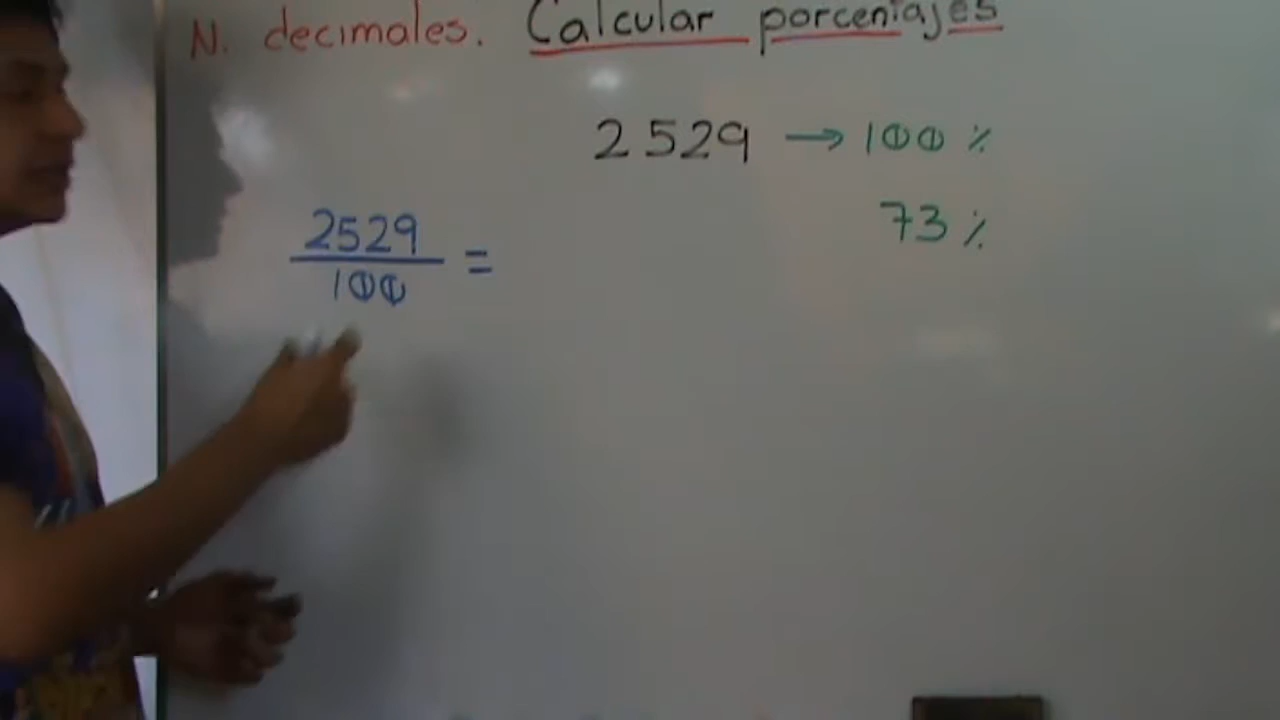 N. decimales. Calcular porcentajes
2529 → 100 %
73 %
2529
100 =